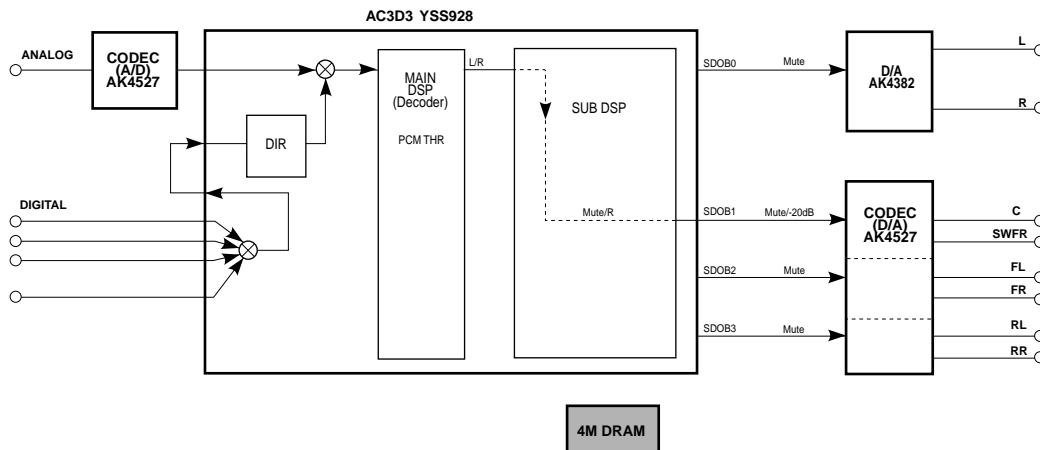 AC3D3 YSS928
ANALOG
CODEC
(A/D)
AK4527
MAIN
DSP
(Decoder)
PCM THR
L/R
SUB DSP
SDOB0
Mute
D/A
AK4382
L
R
DIR
DIGITAL
Mute/R
SDOB1
Mute/-20dB
CODEC
(D/A)
AK4527
C
SWFR
SDOB2
Mute
FL
FR
SDOB3
Mute
RL
RR
4M DRAM